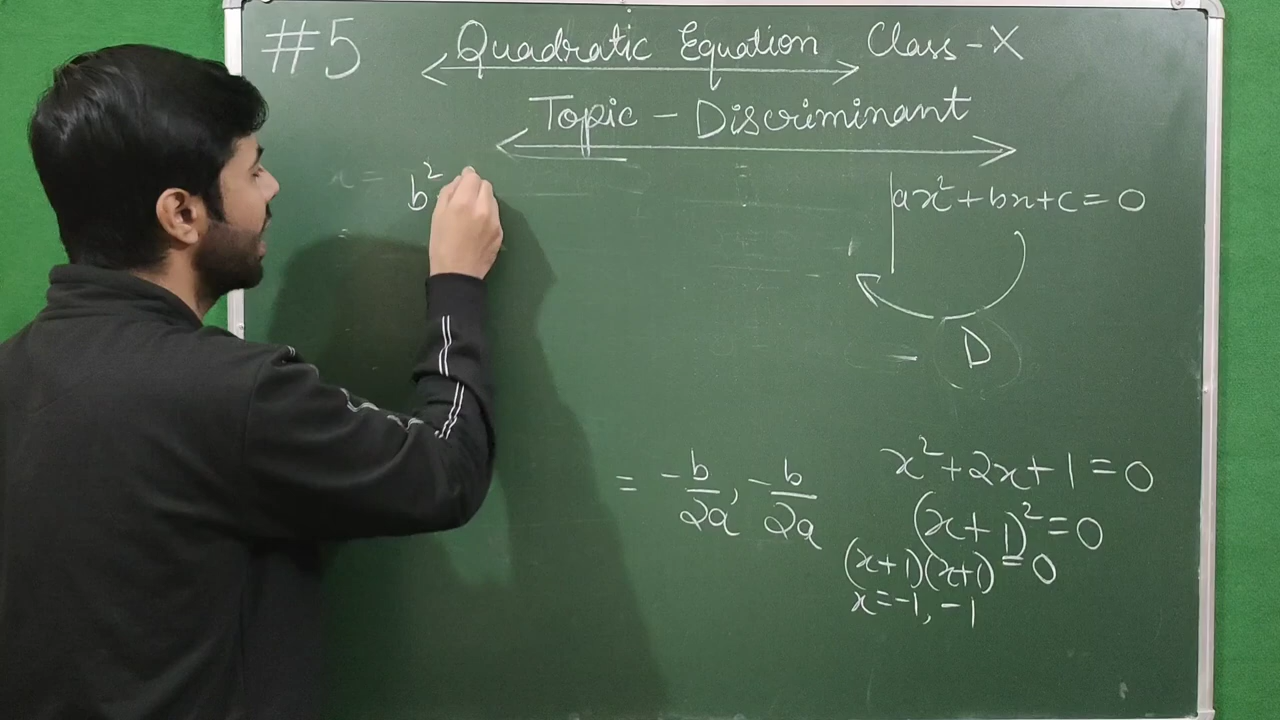 #5 Quadratic Equation Class-X
Topic - Discriminant
x = b²
ax²+bx+c=0
- D
x²+2x+1=0
= -b/2a, -b/2a
(x+1)²=0
(x+1)(x+1)=0
x=-1, -1